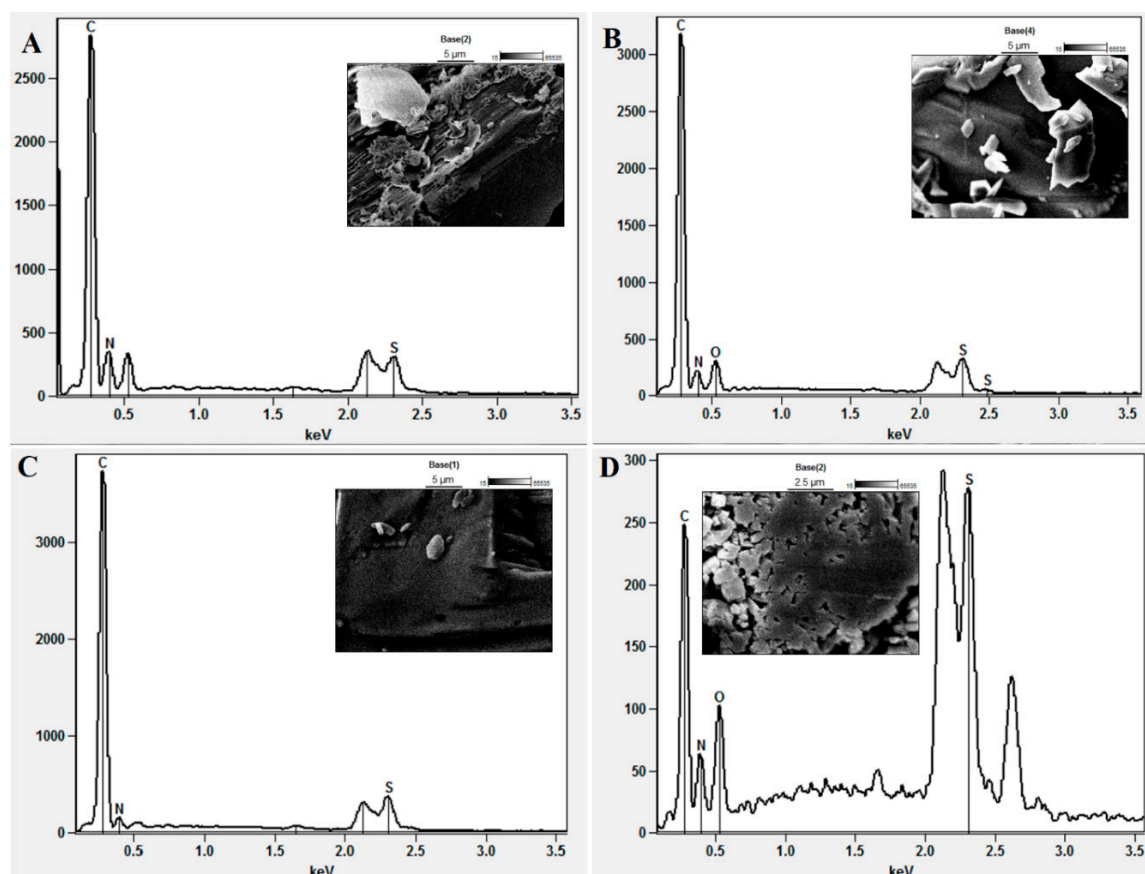 A
Base(2)
5 µm
15 65535
C
N
S
2500
2000
1500
1000
500
0
0.5 1.0 1.5 2.0 2.5 3.0 3.5
keV
B
Base(4)
5 µm
15 65535
C
N O
S
S
3000
2500
2000
1500
1000
500
0
0.5 1.0 1.5 2.0 2.5 3.0 3.5
keV
C
Base(1)
5 µm
15 65535
C
N
S
3000
2000
1000
0
0.5 1.0 1.5 2.0 2.5 3.0 3.5
keV
D
Base(2)
2.5 µm
15 65535
C
N
O
S
300
250
200
150
100
50
0
0.5 1.0 1.5 2.0 2.5 3.0 3.5
keV